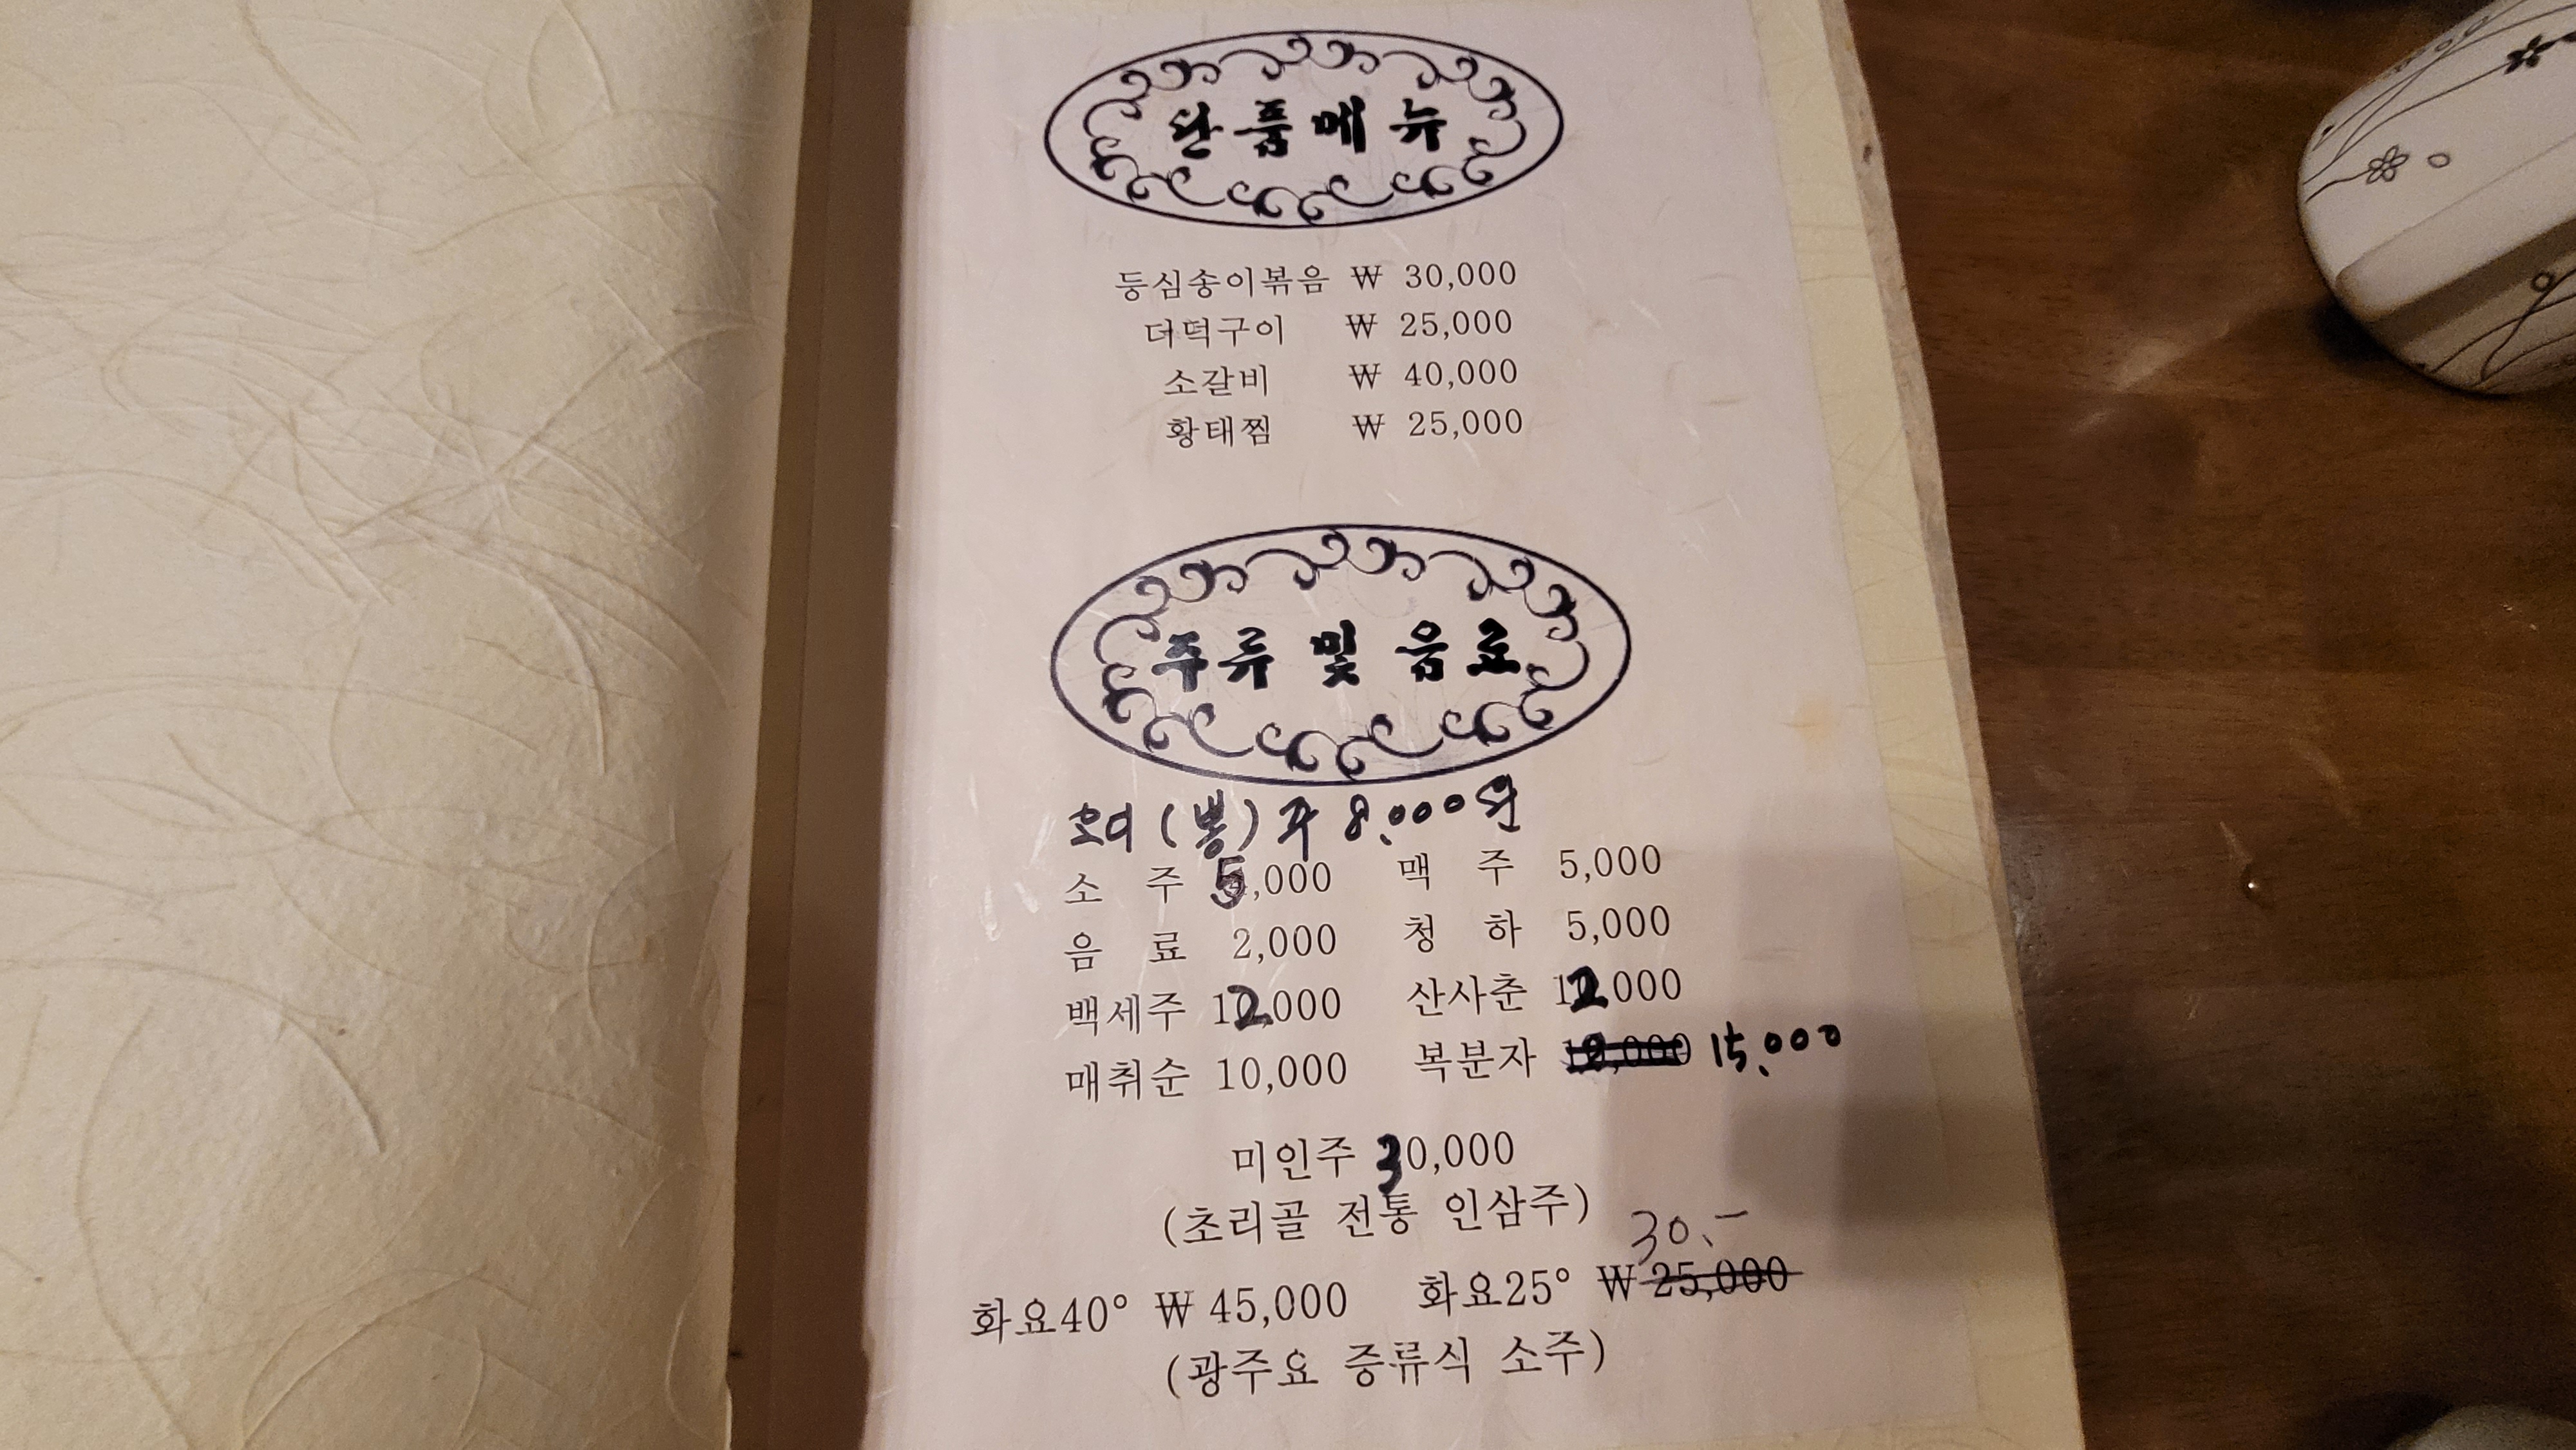 단품메뉴
등심송이볶음 ₩ 30,000
더덕구이 ₩ 25,000
소갈비 ₩ 40,000
황태찜 ₩ 25,000
주류 및 음료
오디(뽕)주 8,000원
소 주 5,000 맥 주 5,000
음 료 2,000 청 하 5,000
백세주 12,000 산사춘 12,000
매취순 10,000 복분자 15,000
미인주 30,000
(초리골 전통 인삼주)
30.-
화요40° ₩ 45,000 화요25° ₩ 25,000
(광주요 증류식 소주)